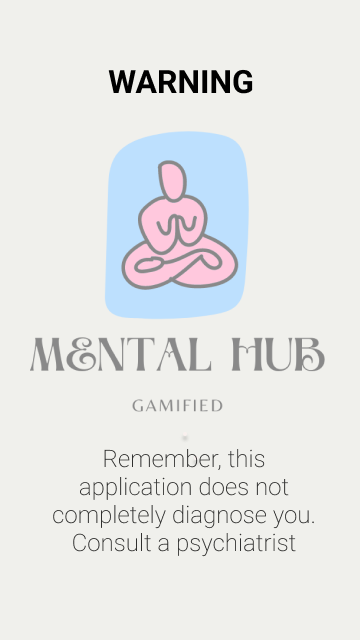 WARNING
MENTAL HUB
GAMIFIED
Remember, this
application does not
completely diagnose you.
Consult a psychiatrist